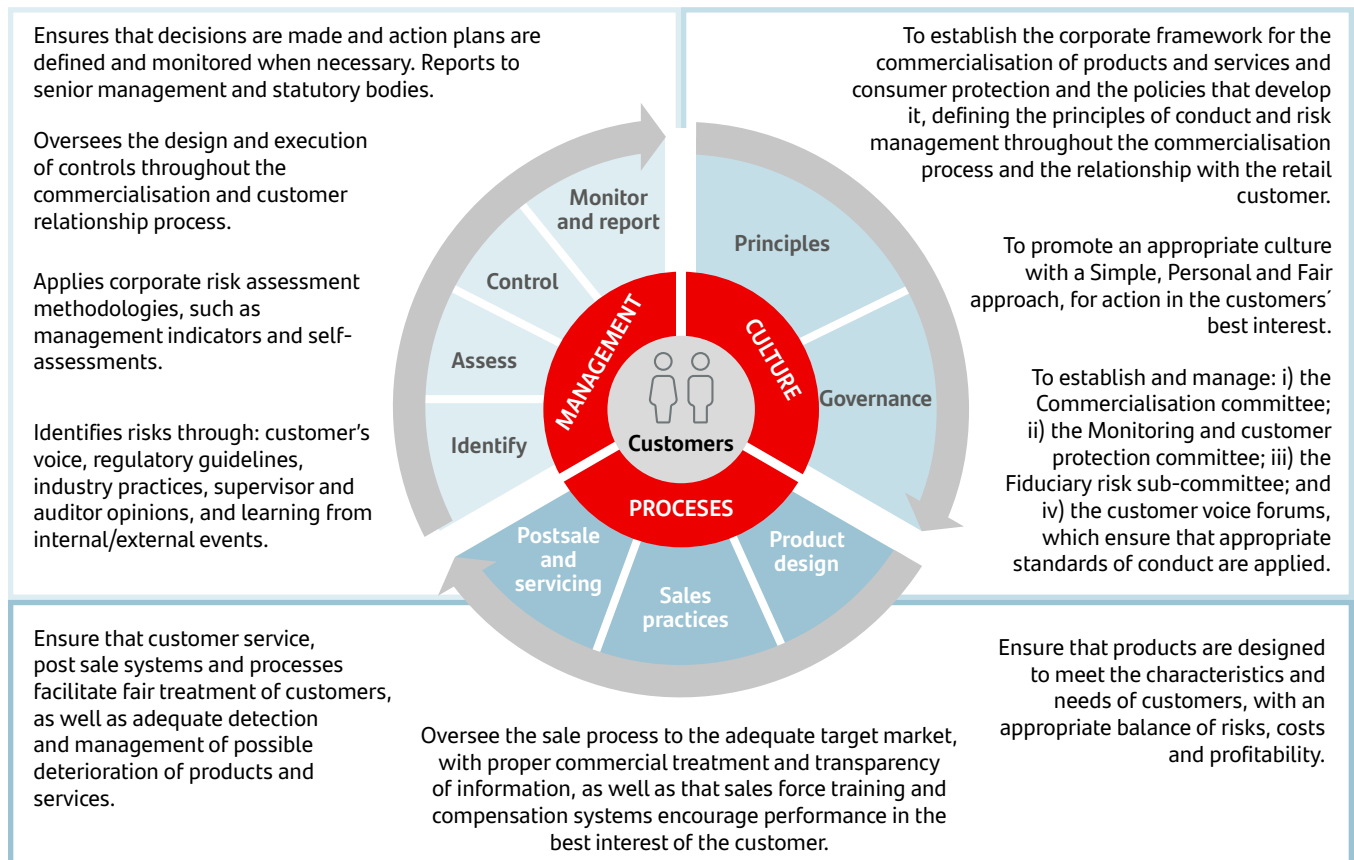 Ensures that decisions are made and action plans are
defined and monitored when necessary. Reports to
senior management and statutory bodies.
Oversees the design and execution
of controls throughout the
commercialisation and customer
relationship process.
Applies corporate risk assessment
methodologies, such as
management indicators and self-
assessments.
Identifies risks through: customer’s
voice, regulatory guidelines,
industry practices, supervisor and
auditor opinions, and learning from
internal/external events.
To establish the corporate framework for the
commercialisation of products and services and
consumer protection and the policies that develop
it, defining the principles of conduct and risk
management throughout the commercialisation
process and the relationship with the retail
customer.
To promote an appropriate culture
with a Simple, Personal and Fair
approach, for action in the customers´
best interest.
To establish and manage: i) the
Commercialisation committee;
ii) the Monitoring and customer
protection committee; iii) the
Fiduciary risk sub-committee; and
iv) the customer voice forums,
which ensure that appropriate
standards of conduct are applied.
Monitor
and report
Control
Assess
Identify
Principles
Governance
MANAGEMENT
CULTURE
Customers
PROCESES
Postsale
and
servicing
Sales
practices
Product
design
Ensure that customer service,
post sale systems and processes
facilitate fair treatment of customers,
as well as adequate detection
and management of possible
deterioration of products and
services.
Oversee the sale process to the adequate target market,
with proper commercial treatment and transparency
of information, as well as that sales force training and
compensation systems encourage performance in the
best interest of the customer.
Ensure that products are designed
to meet the characteristics and
needs of customers, with an
appropriate balance of risks, costs
and profitability.